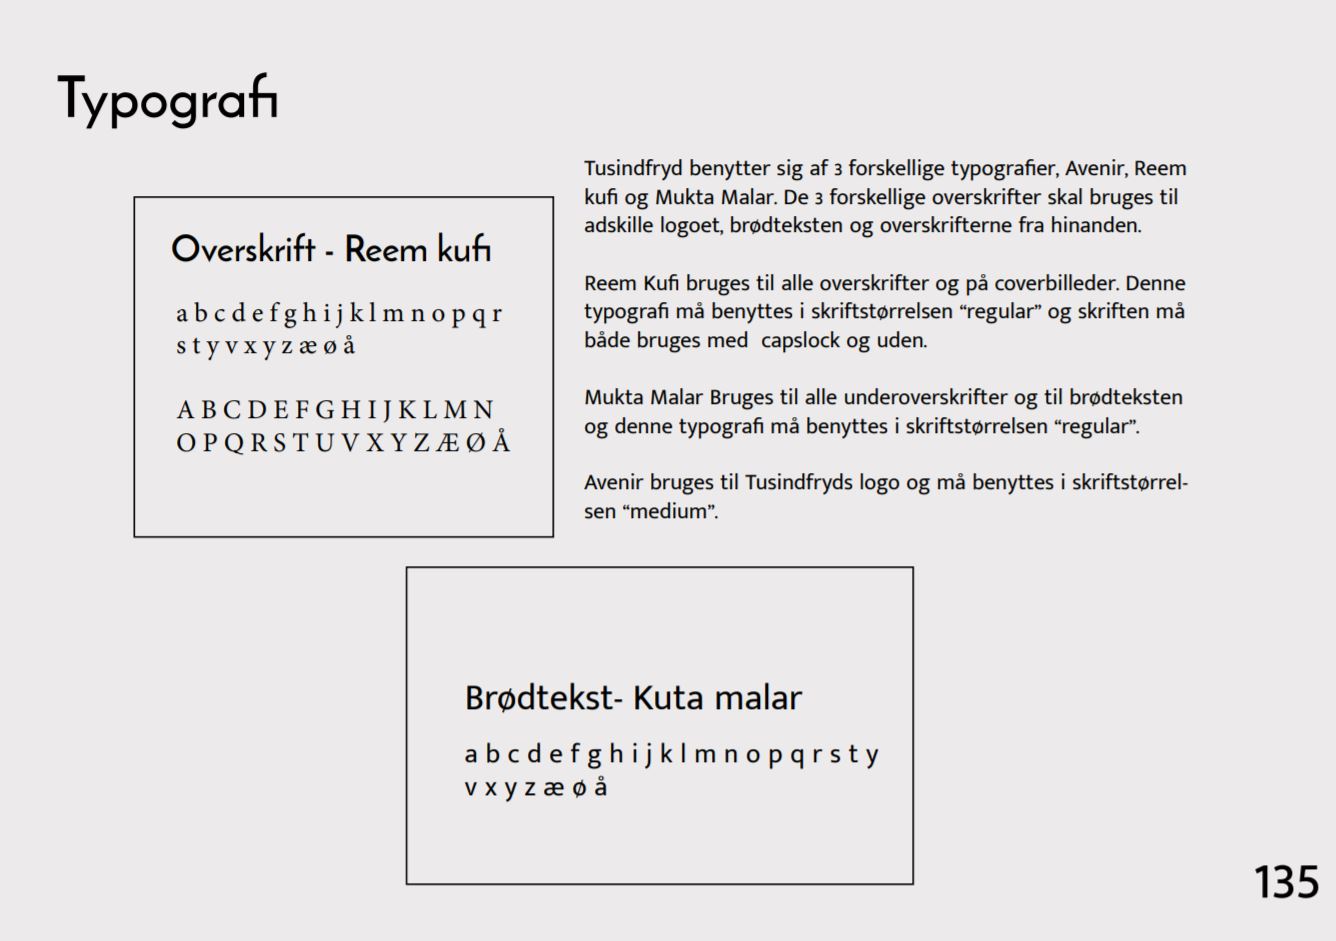 Typografi
Overskrift - Reem kufi
a b c d e f g h i j k l m n o p q r
s t y v x y z æ ø å
A B C D E F G H I J K L M N
O P Q R S T U V X Y Z Æ Ø Å
Tusindfryd benytter sig af 3 forskellige typografier, Avenir, Reem
kufi og Mukta Malar. De 3 forskellige overskrifter skal bruges til
adskille logoet, brødteksten og overskrifterne fra hinanden.
Reem Kufi bruges til alle overskrifter og på coverbilleder. Denne
typografi må benyttes i skriftstørrelsen “regular” og skriften må
både bruges med  capslock og uden.
Mukta Malar Bruges til alle underoverskrifter og til brødteksten
og denne typografi må benyttes i skriftstørrelsen “regular”.
Avenir bruges til Tusindfryds logo og må benyttes i skriftstørrel-
sen “medium”.
Brødtekst- Kuta malar
a b c d e f g h i j k l m n o p q r s t y
v x y z æ ø å
135